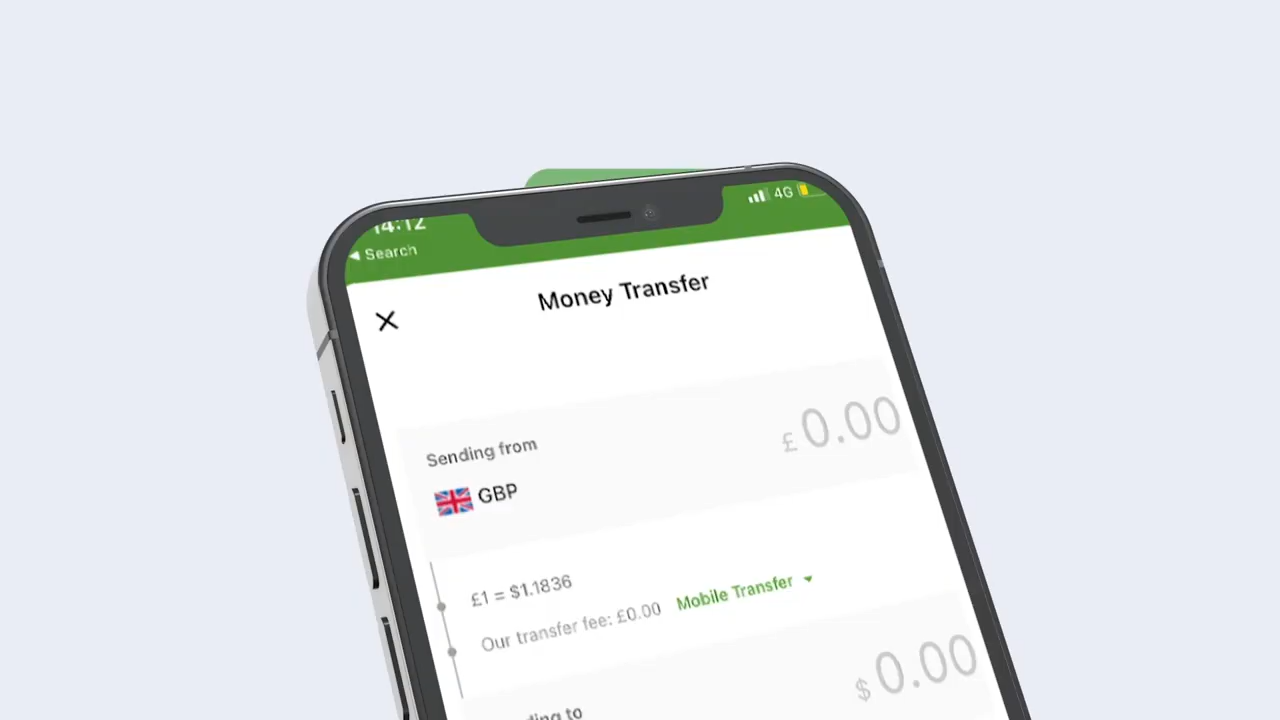 14:12
4G
◀ Search
Money Transfer
Sending from
£ 0.00
GBP
£1 = $1.1836
Our transfer fee: £0.00 Mobile Transfer
$ 0.00
to